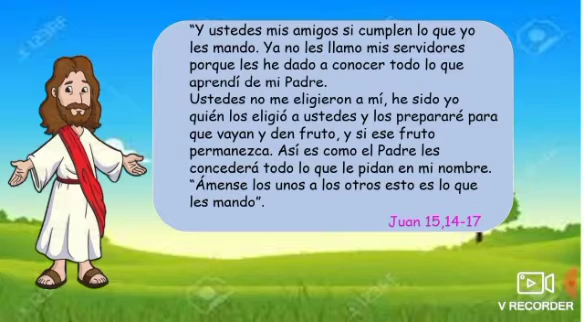 “Y ustedes mis amigos si cumplen lo que yo
les mando. Ya no les llamo mis servidores
porque les he dado a conocer todo lo que
aprendí de mi Padre.
Ustedes no me eligieron a mí, he sido yo
quién los eligió a ustedes y los prepararé para
que vayan y den fruto, y si ese fruto
permanezca. Así es como el Padre les
concederá todo lo que le pidan en mi nombre.
“Ámense los unos a los otros esto es lo que
les mando”.
Juan 15,14-17
V RECORDER